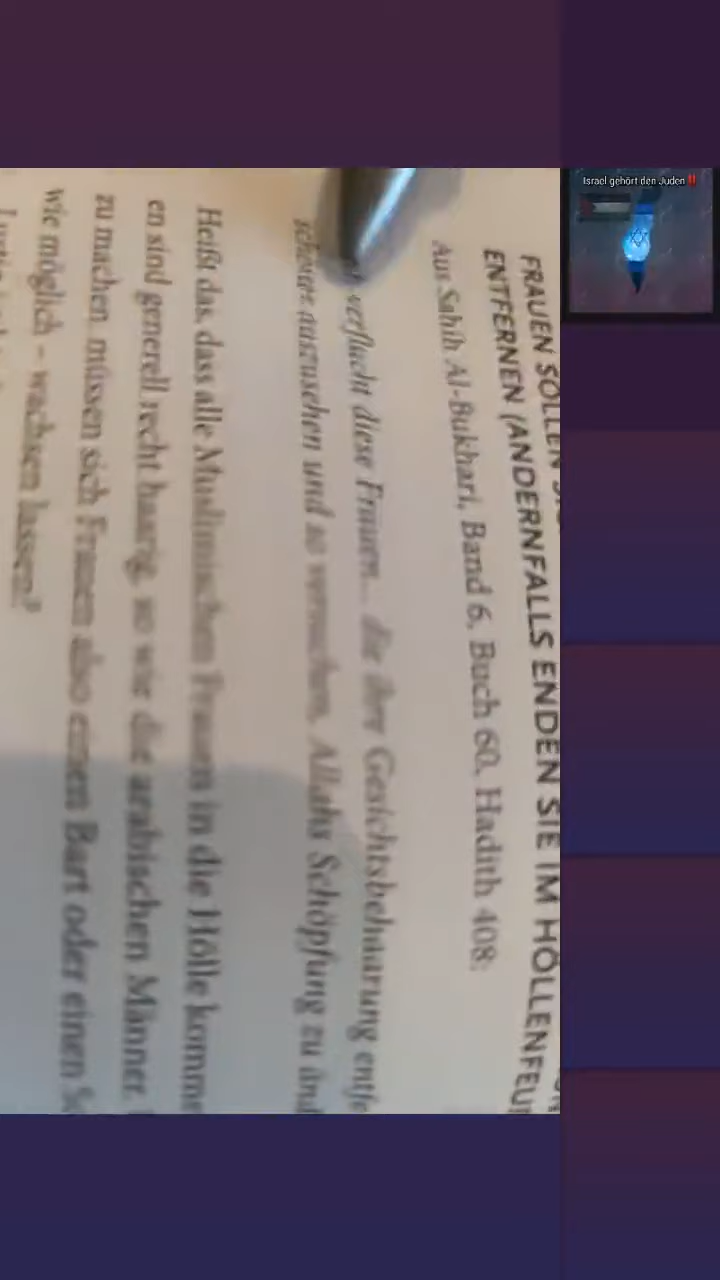 FRAUEN SOLLEN
ENTFERNEN (ANDERNFALLS ENDEN SIE IM HÖLLENFEU
Aus Sahih Al-Bukhari, Band 6, Buch 60, Hadith 408:
verflucht diese Frauen... die ihre Gesichtsbehaarung entfe
auszusehen und so versuchen, Allahs Schöpfung zu änd
Heißt das, dass alle Muslimischen Frauen in die Hölle komme
en sind generell recht haarig, so wie die arabischen Männer.
zu machen, müssen sich Frauen also einen Bart oder einen
wie möglich – wachsen lassen?
Israel gehört den Juden‼️